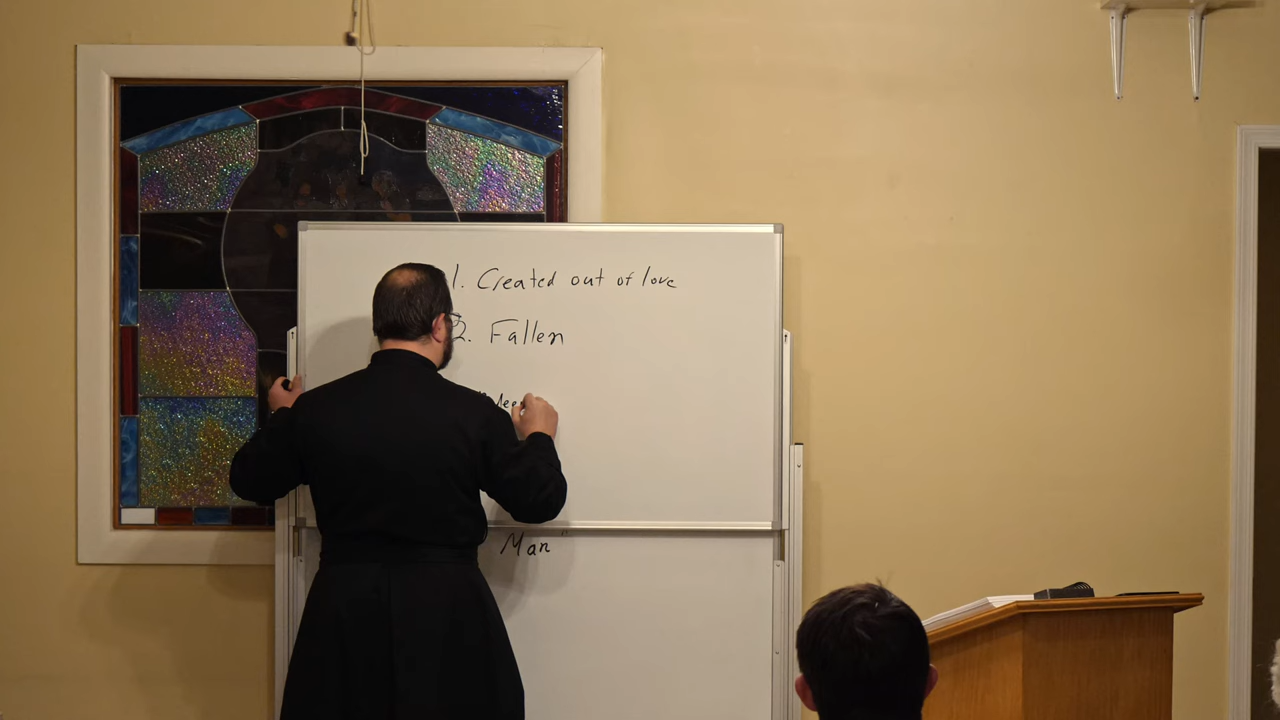 1. Created out of love
2. Fallen
Man"